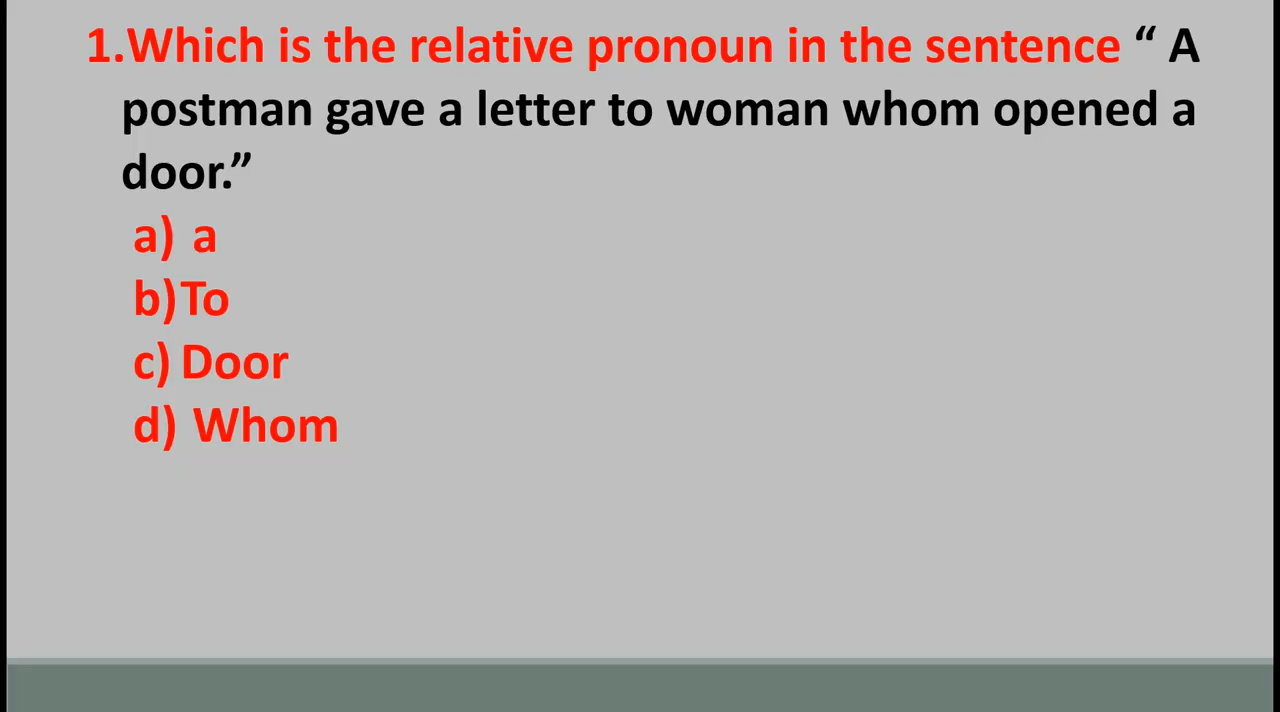 1.Which is the relative pronoun in the sentence “ A
postman gave a letter to woman whom opened a
door.”
a) a
b)To
c) Door
d) Whom